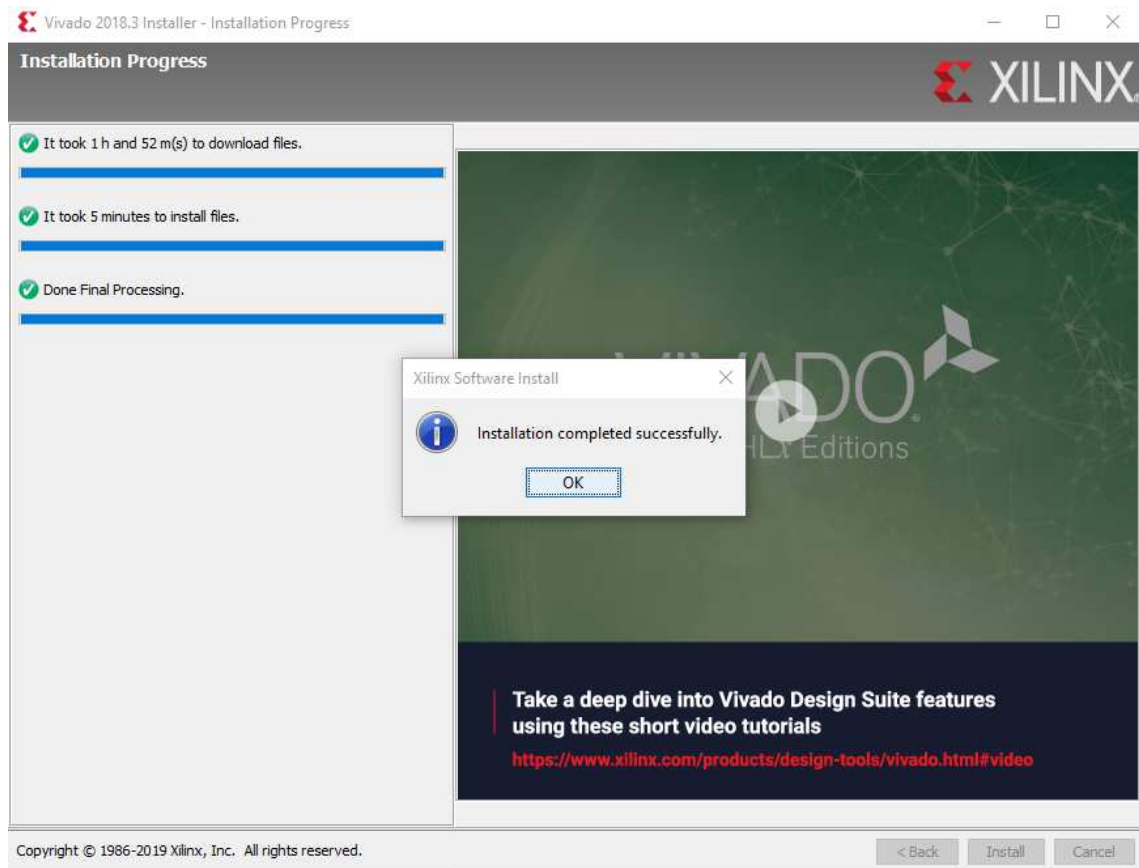 Vivado 2018.3 Installer - Installation Progress
Installation Progress
XILINX®
It took 1 h and 52 m(s) to download files.
It took 5 minutes to install files.
Done Final Processing.
Xilinx Software Install
Installation completed successfully.
OK
ADO®
HLx Editions
Take a deep dive into Vivado Design Suite features
using these short video tutorials
https://www.xilinx.com/products/design-tools/vivado.html#video
Copyright © 1986-2019 Xilinx, Inc. All rights reserved.
< Back
Install
Cancel